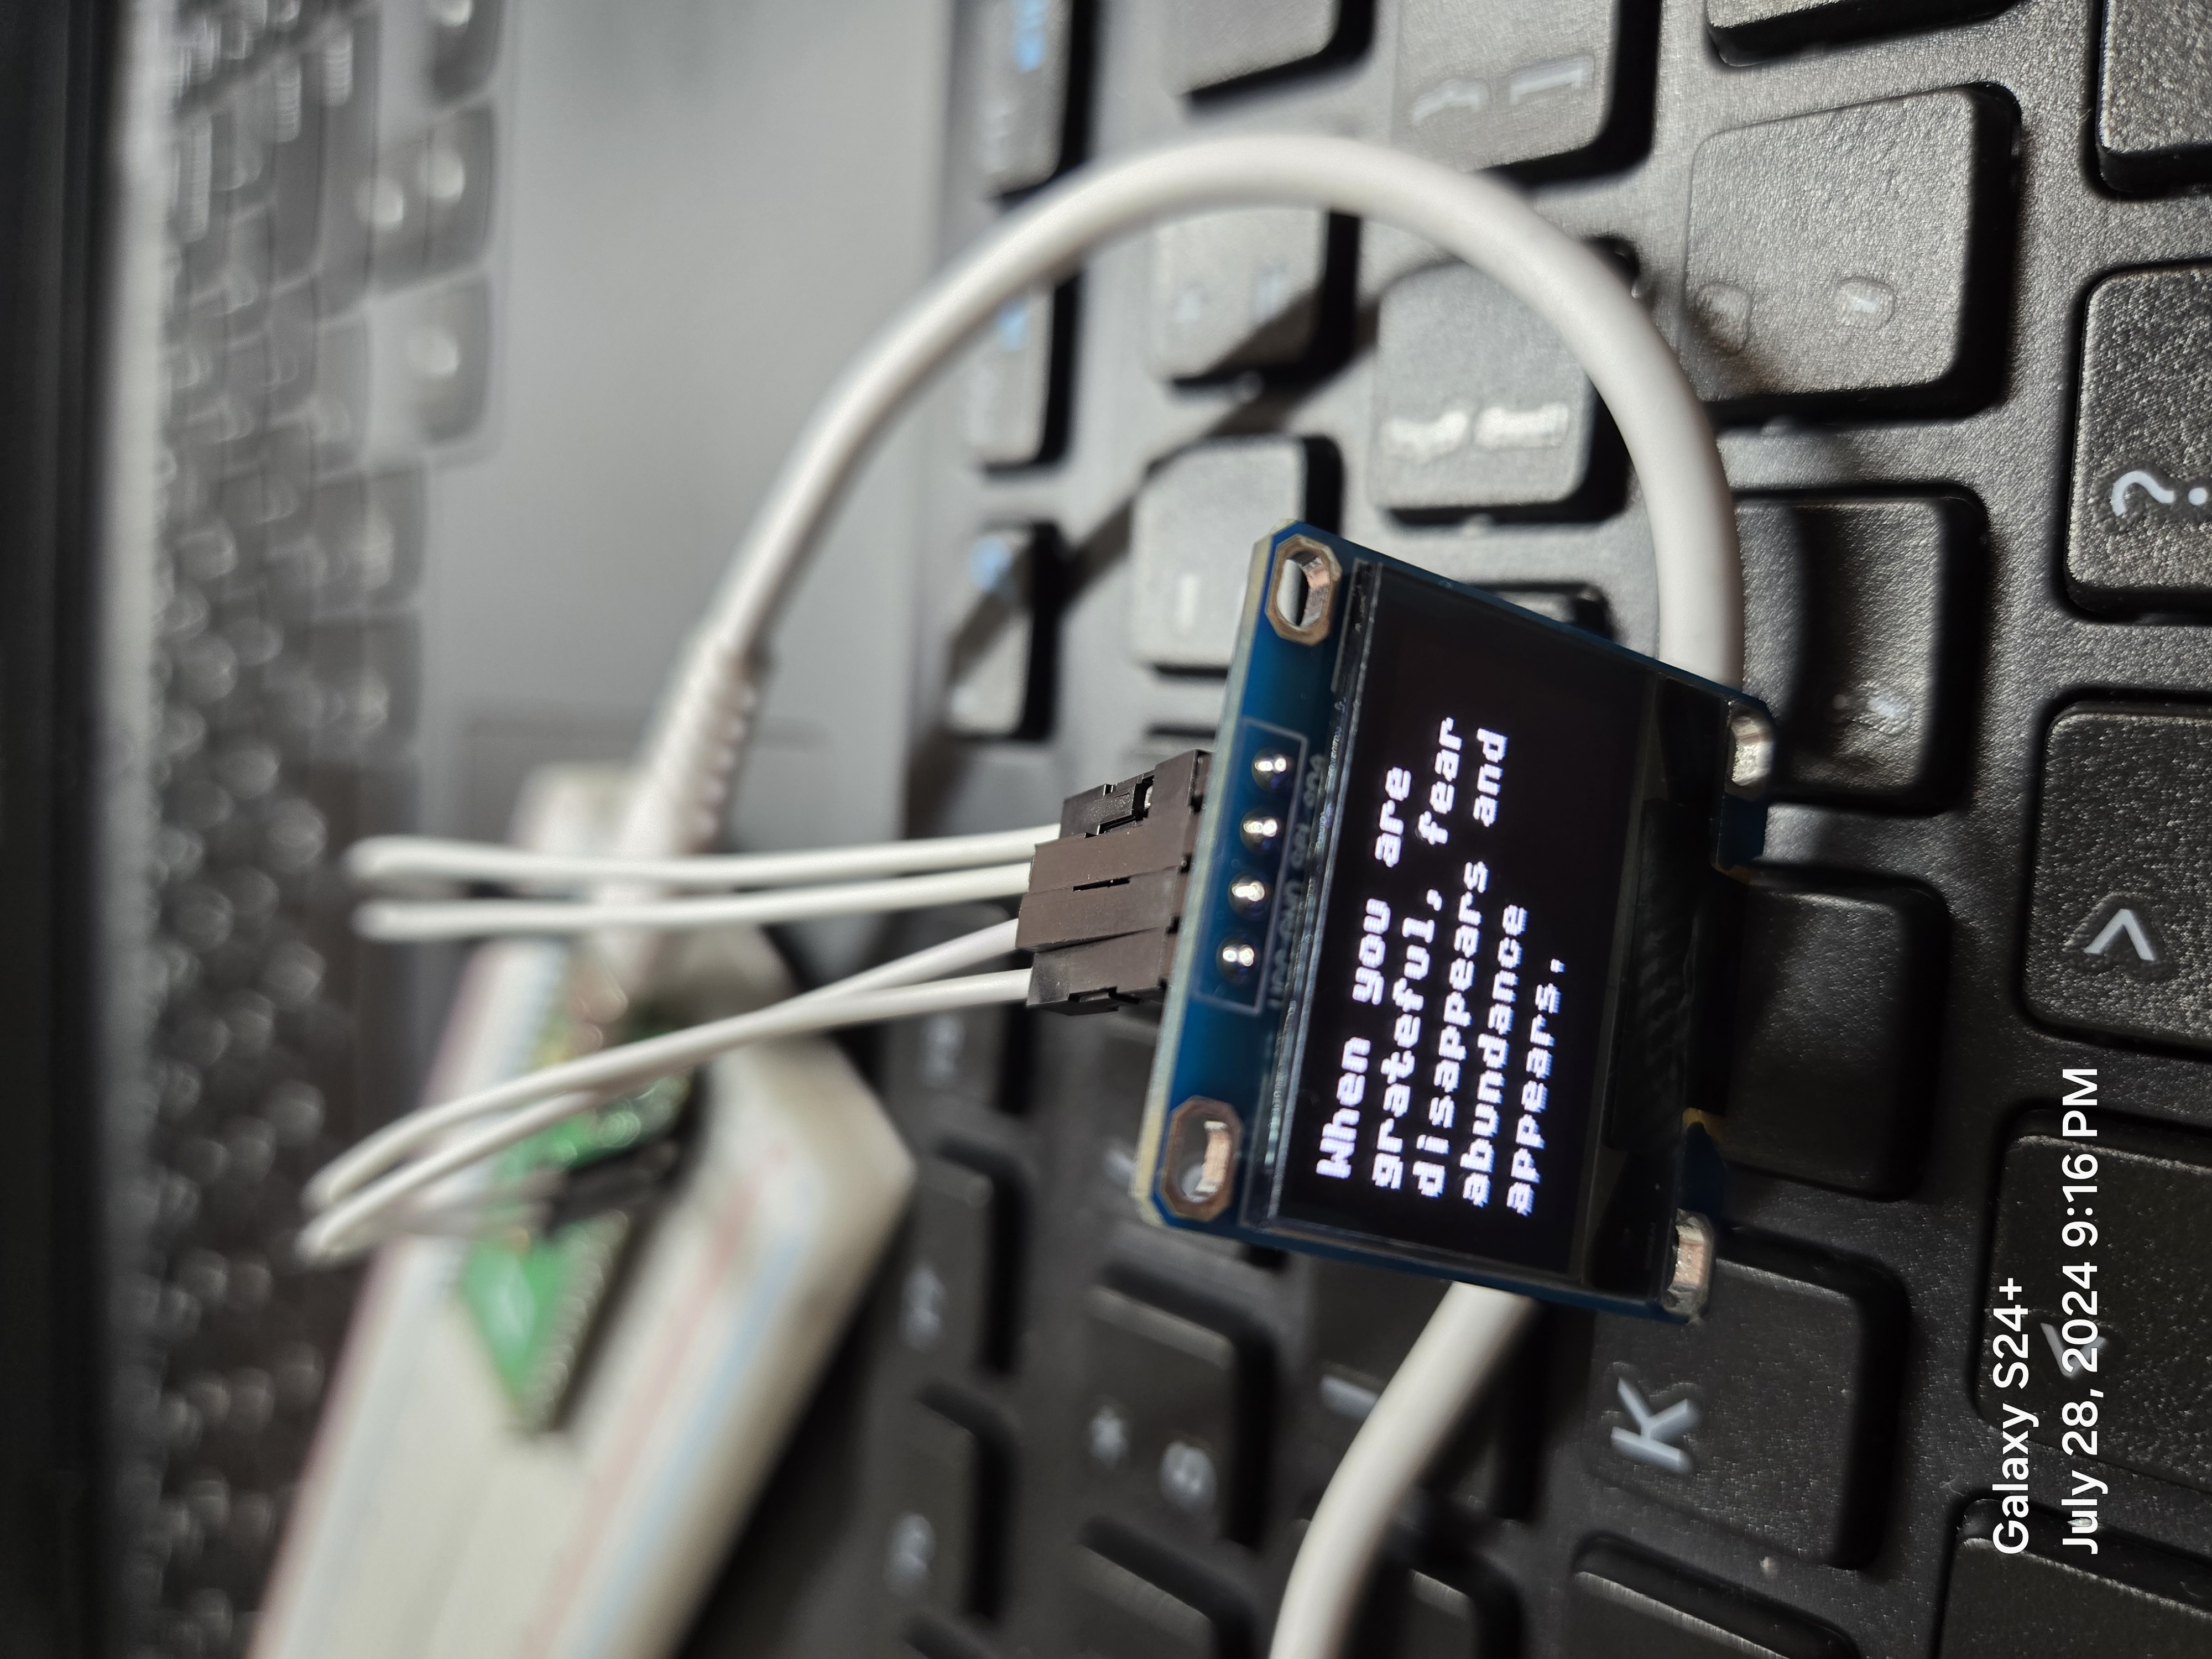 VCC GND SCL SDA
When you are
grateful, fear
disappears and
abundance
appears.
*
8
K
<
>
?
Galaxy S24+
July 28, 2024 9:16 PM